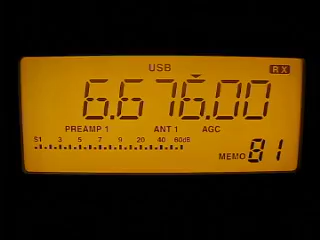 USB RX
6.676.00
PREAMP 1 ANT 1 AGC
S1 3 5 7 9 20 40 60dB
MEMO 81